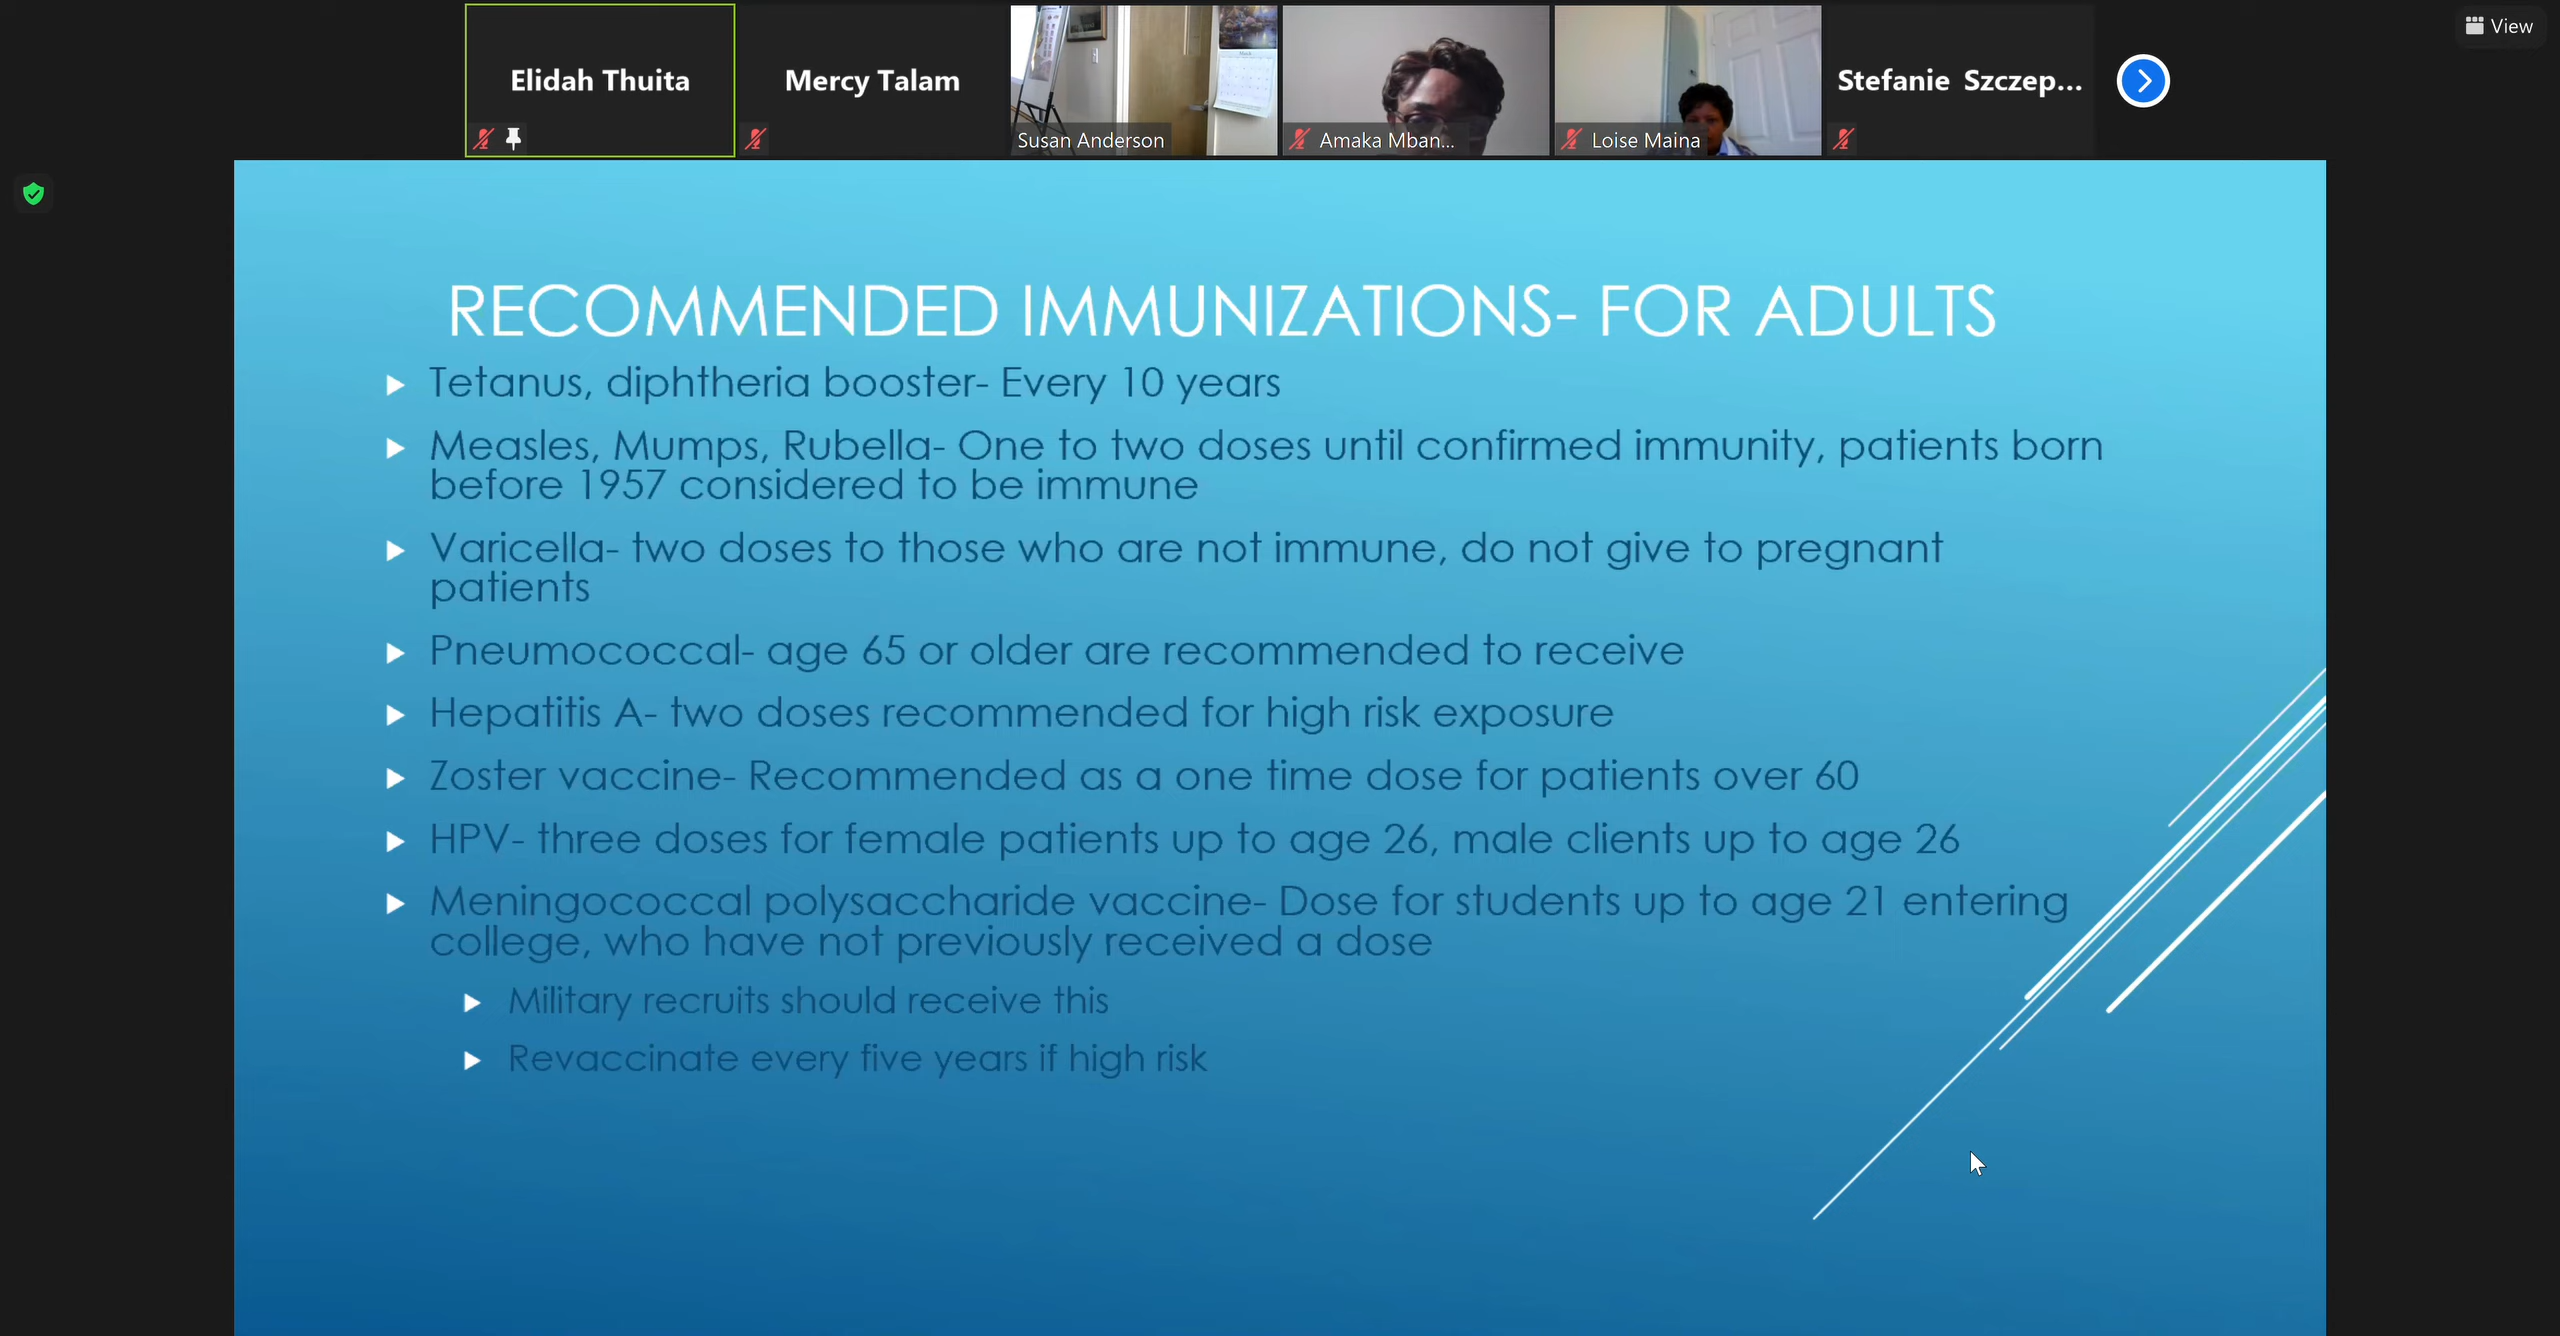 View
Elidah Thuita
Mercy Talam
Susan Anderson
Amaka Mban...
Loise Maina
Stefanie Szczep...
RECOMMENDED IMMUNIZATIONS- FOR ADULTS
Tetanus, diphtheria booster- Every 10 years
Measles, Mumps, Rubella- One to two doses until confirmed immunity, patients born
before 1957 considered to be immune
Varicella- two doses to those who are not immune, do not give to pregnant
patients
Pneumococcal- age 65 or older are recommended to receive
Hepatitis A- two doses recommended for high risk exposure
Zoster vaccine- Recommended as a one time dose for patients over 60
HPV- three doses for female patients up to age 26, male clients up to age 26
Meningococcal polysaccharide vaccine- Dose for students up to age 21 entering
college, who have not previously received a dose
Military recruits should receive this
Revaccinate every five years if high risk